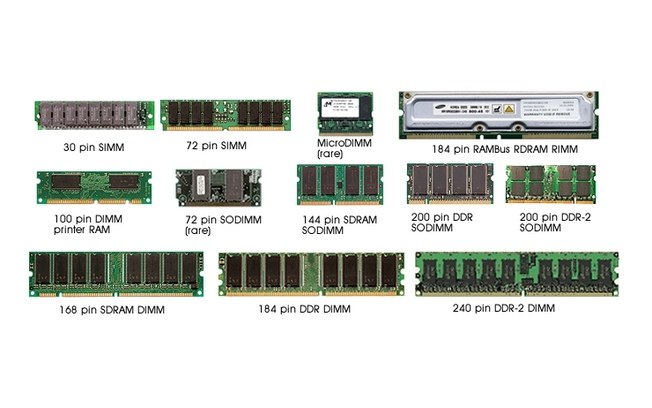 30 pin SIMM
72 pin SIMM
MicroDIMM
(rare)
184 pin RAMBus RDRAM RIMM
100 pin DIMM
printer RAM
72 pin SODIMM
(rare)
144 pin SDRAM
SODIMM
200 pin DDR
SODIMM
200 pin DDR-2
SODIMM
168 pin SDRAM DIMM
184 pin DDR DIMM
240 pin DDR-2 DIMM